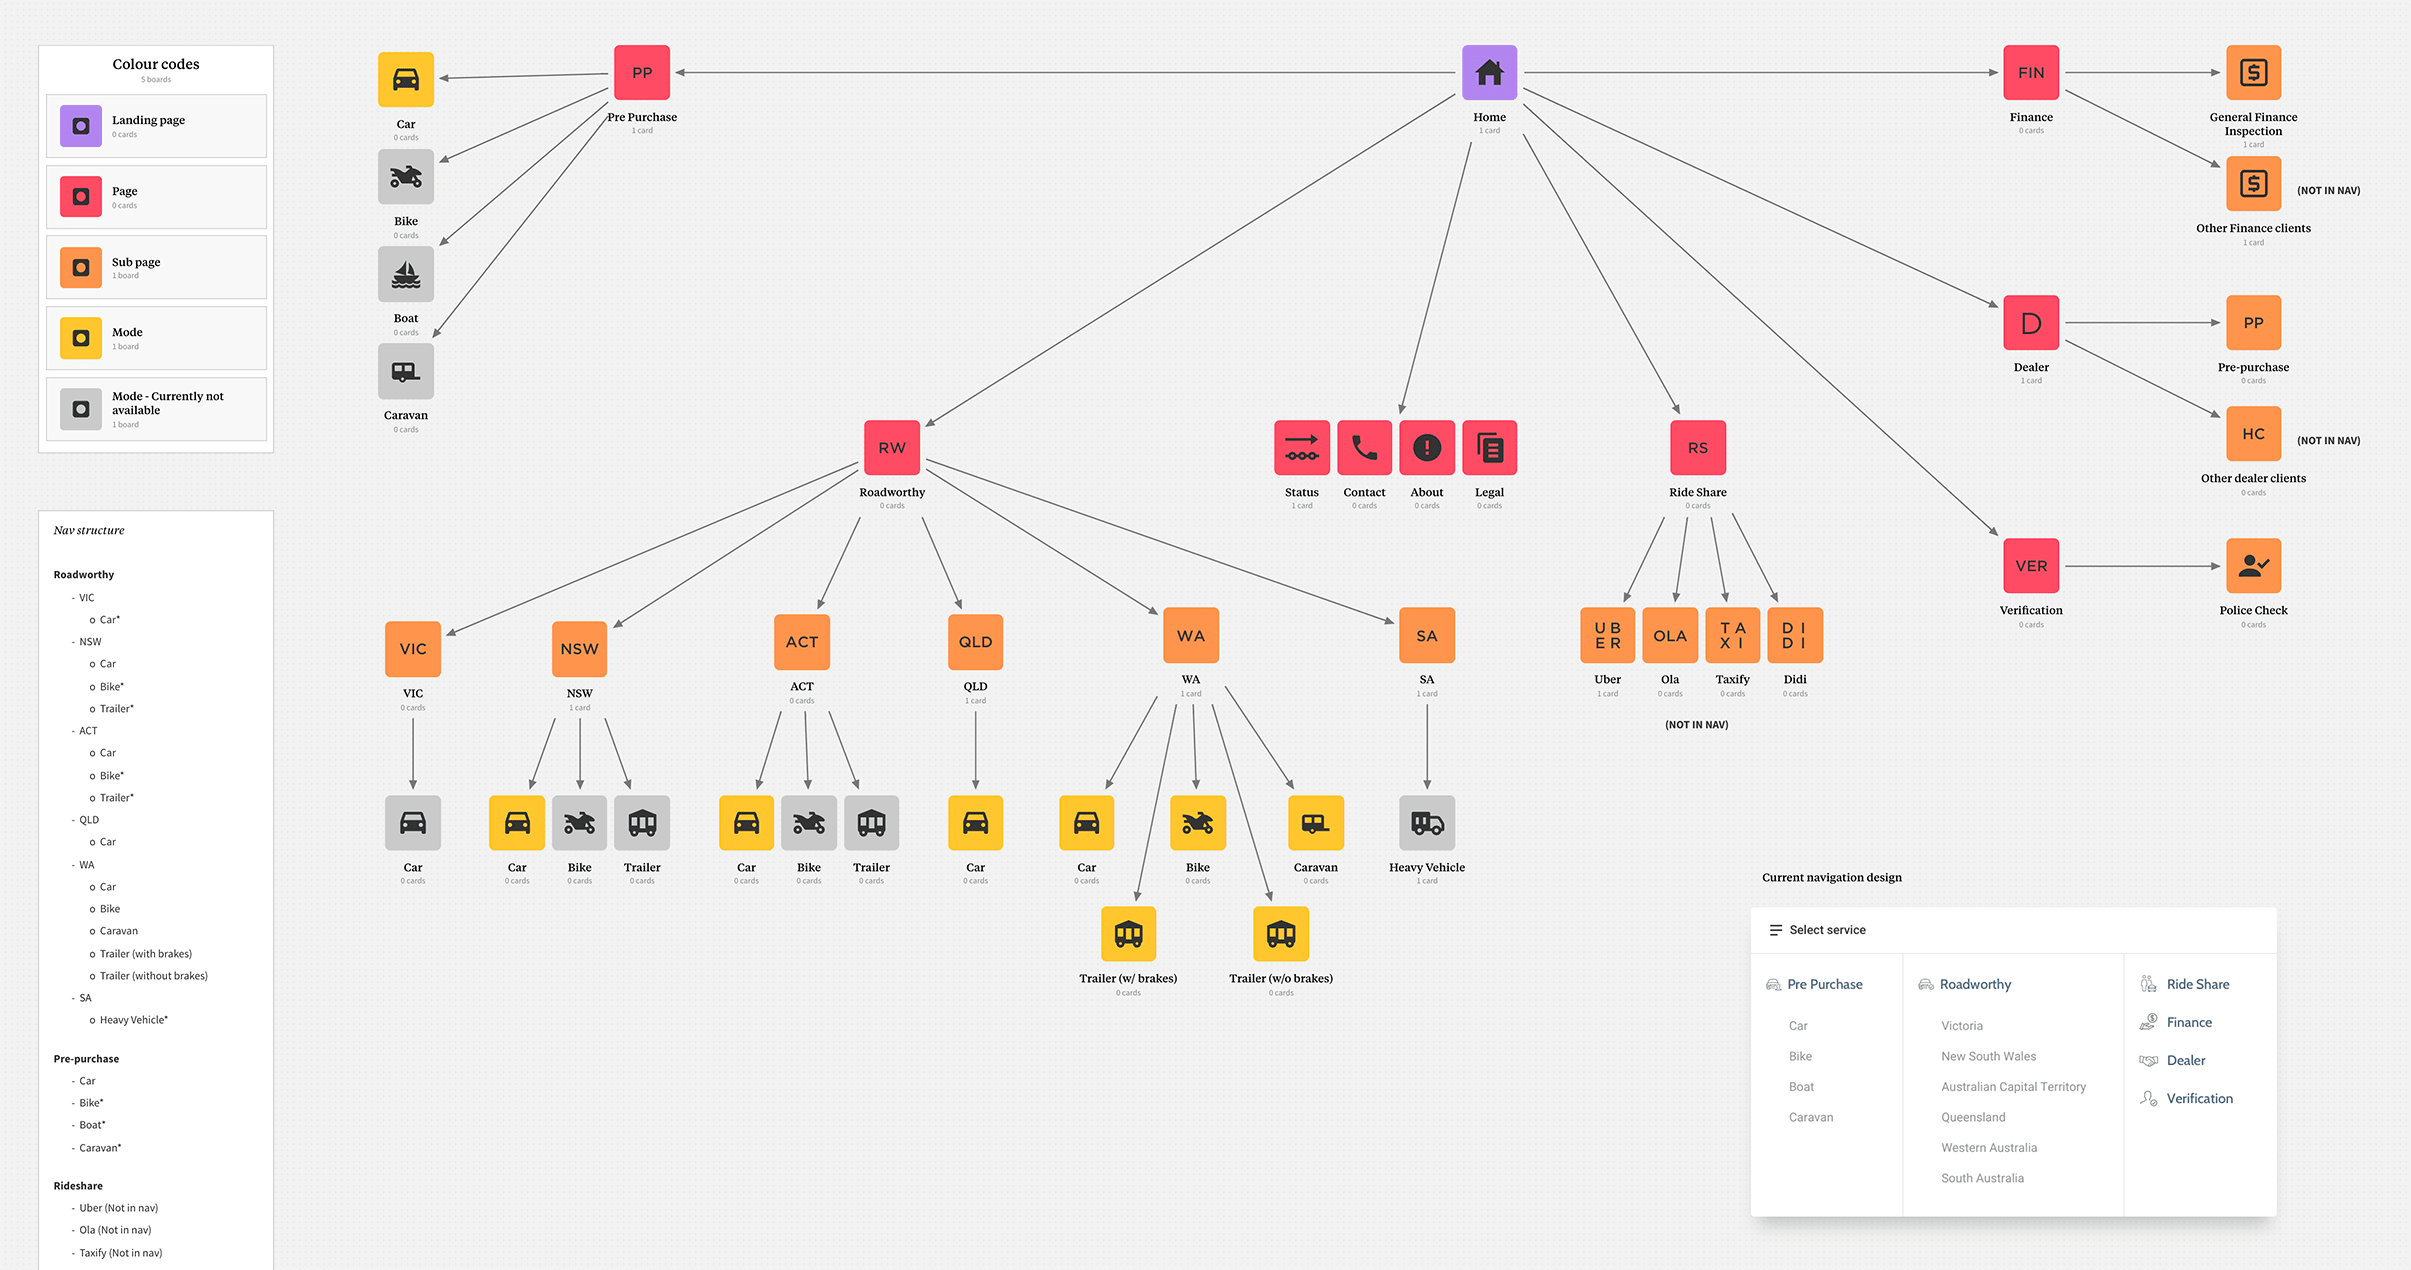 Colour codes
5 boards
Landing page
0 cards
Page
0 cards
Sub page
1 board
Mode
1 board
Mode - Currently not
available
1 board
Nav structure
Roadworthy
- VIC
o Car*
- NSW
o Car
o Bike*
o Trailer*
- ACT
o Car
o Bike*
o Trailer*
- QLD
o Car
- WA
o Car
o Bike
o Caravan
o Trailer (with brakes)
o Trailer (without brakes)
- SA
o Heavy Vehicle*
Pre-purchase
- Car
- Bike*
- Boat*
- Caravan*
Rideshare
- Uber (Not in nav)
- Ola (Not in nav)
- Taxify (Not in nav)
Car
0 cards
Bike
0 cards
Boat
0 cards
Caravan
0 cards
PP
Pre Purchase
1 card
Home
1 card
FIN
Finance
0 cards
General Finance
Inspection
1 card
(NOT IN NAV)
Other Finance clients
1 card
D
Dealer
1 card
PP
Pre-purchase
0 cards
HC
(NOT IN NAV)
Other dealer clients
0 cards
VER
Verification
0 cards
Police Check
0 cards
RW
Roadworthy
0 cards
Status
1 card
Contact
0 cards
About
0 cards
Legal
0 cards
RS
Ride Share
0 cards
VIC
VIC
0 cards
NSW
NSW
1 card
ACT
ACT
0 cards
QLD
QLD
1 card
WA
WA
1 card
SA
SA
1 card
UB
ER
Uber
1 card
OLA
Ola
0 cards
TA
XI
Taxify
0 cards
DI
DI
Didi
0 cards
(NOT IN NAV)
Car
0 cards
Car
0 cards
Bike
0 cards
Trailer
0 cards
Car
0 cards
Bike
0 cards
Trailer
0 cards
Car
0 cards
Car
0 cards
Bike
0 cards
Caravan
0 cards
Heavy Vehicle
1 card
Trailer (w/ brakes)
0 cards
Trailer (w/o brakes)
0 cards
Current navigation design
Select service
Pre Purchase
Car
Bike
Boat
Caravan
Roadworthy
Victoria
New South Wales
Australian Capital Territory
Queensland
Western Australia
South Australia
Ride Share
Finance
Dealer
Verification